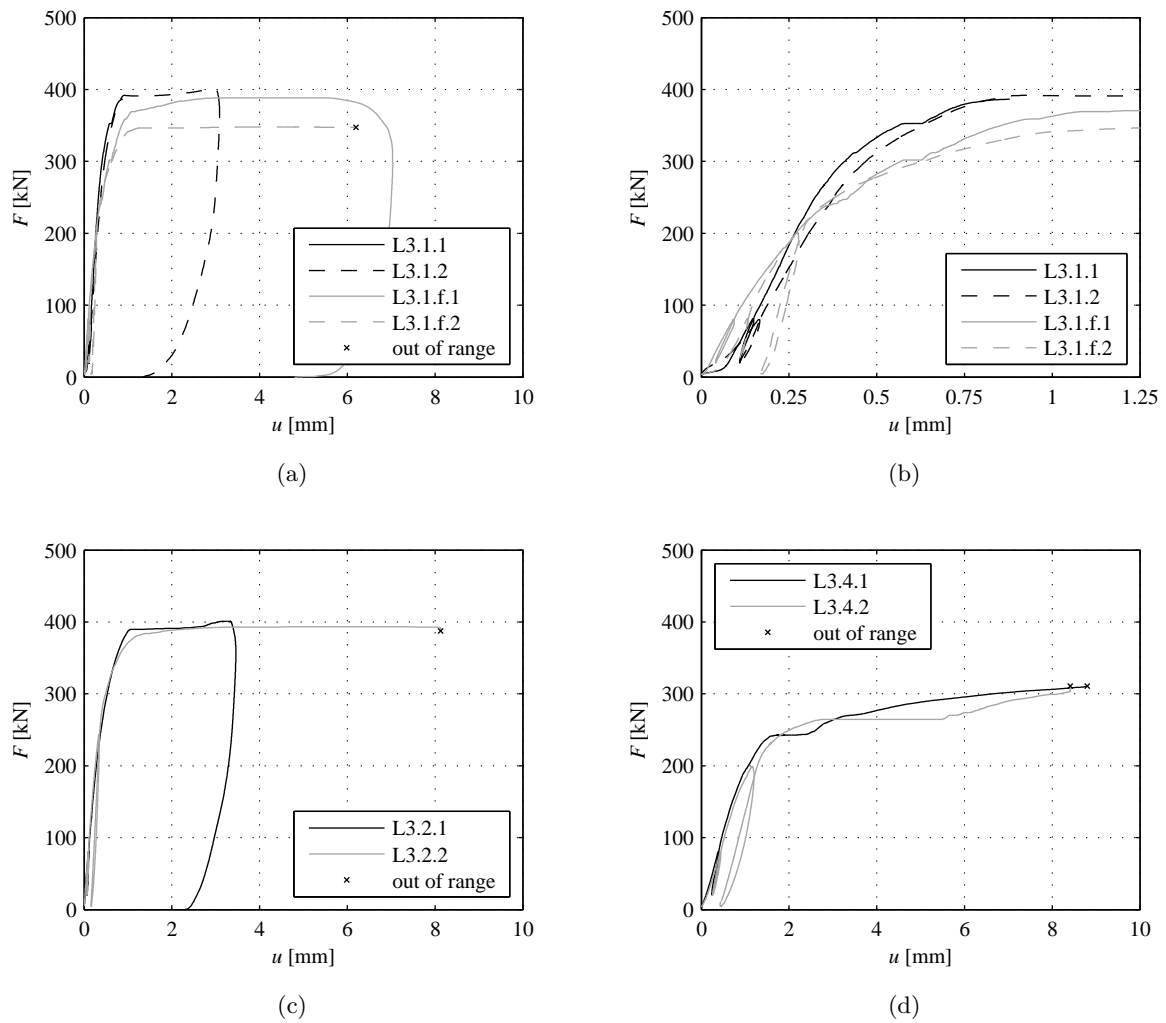 500
400
300
200
100
0
F [kN]
L3.1.1
L3.1.2
L3.1.f.1
L3.1.f.2
out of range
0 2 4 6 8 10
u [mm]
(a)
500
400
300
200
100
0
F [kN]
L3.1.1
L3.1.2
L3.1.f.1
L3.1.f.2
0 0.25 0.5 0.75 1 1.25
u [mm]
(b)
500
400
300
200
100
0
F [kN]
L3.2.1
L3.2.2
out of range
0 2 4 6 8 10
u [mm]
(c)
500
400
300
200
100
0
F [kN]
L3.4.1
L3.4.2
out of range
0 2 4 6 8 10
u [mm]
(d)